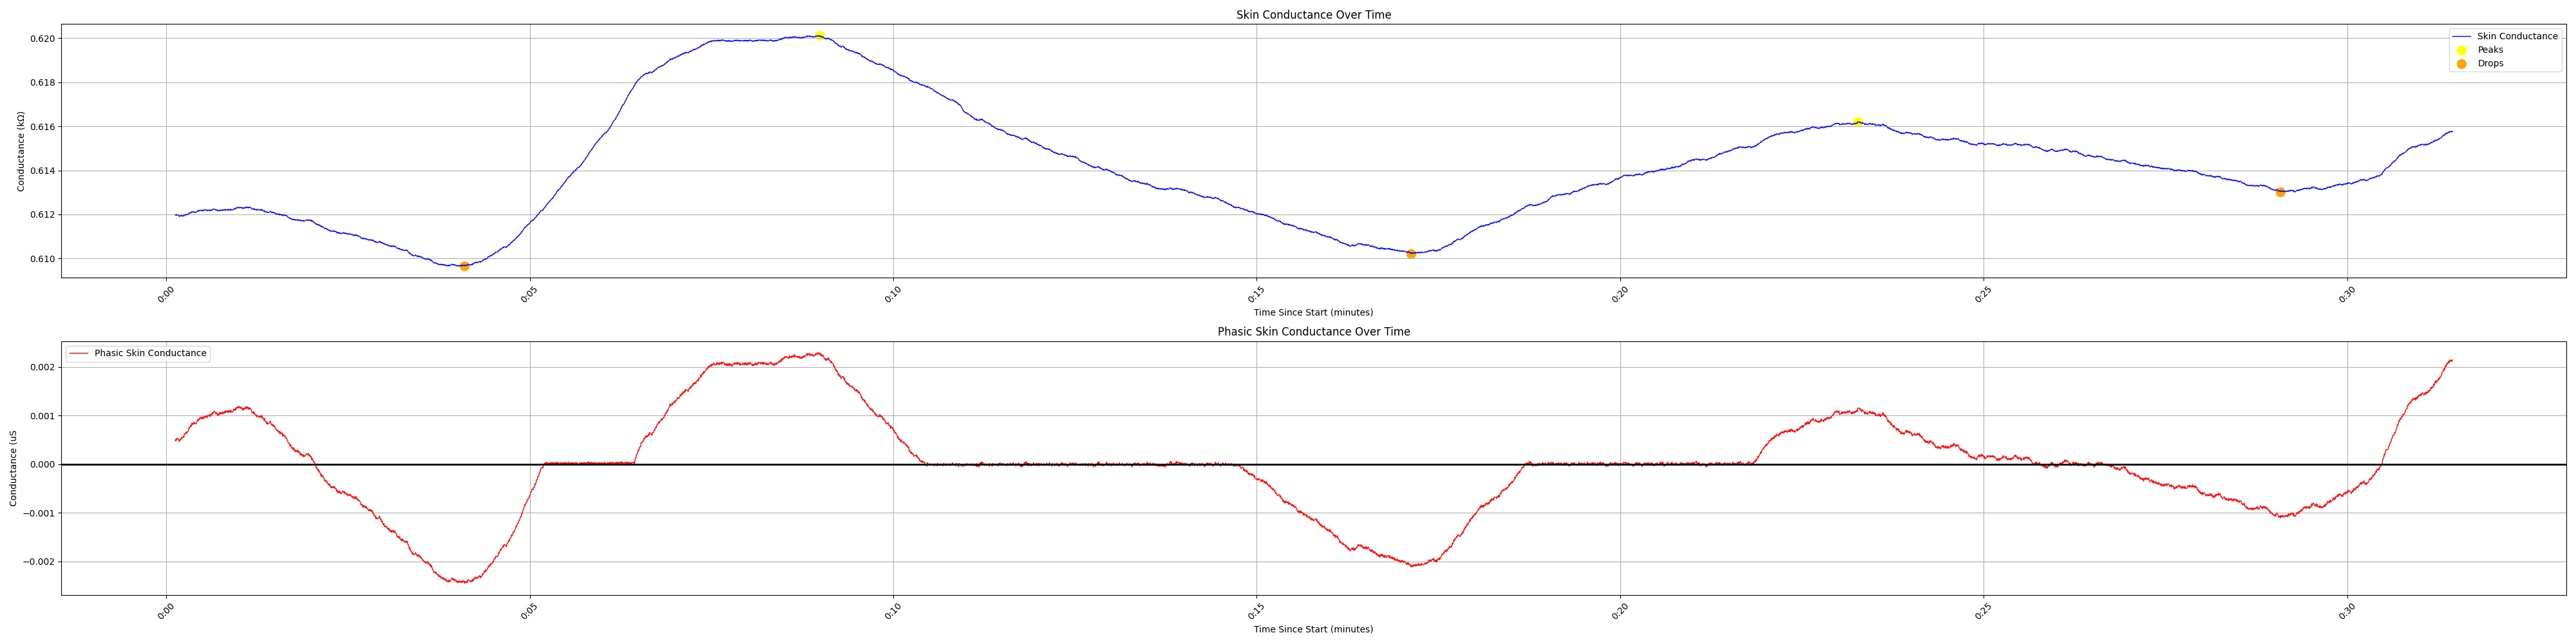 Skin Conductance Over Time
Conductance (kΩ)
0.620
0.618
0.616
0.614
0.612
0.610
Skin Conductance
Peaks
Drops
0:00
0:05
0:10
0:15
0:20
0:25
0:30
Time Since Start (minutes)
Phasic Skin Conductance Over Time
Conductance (uS
0.002
0.001
0.000
−0.001
−0.002
Phasic Skin Conductance
0:00
0:05
0:10
0:15
0:20
0:25
0:30
Time Since Start (minutes)